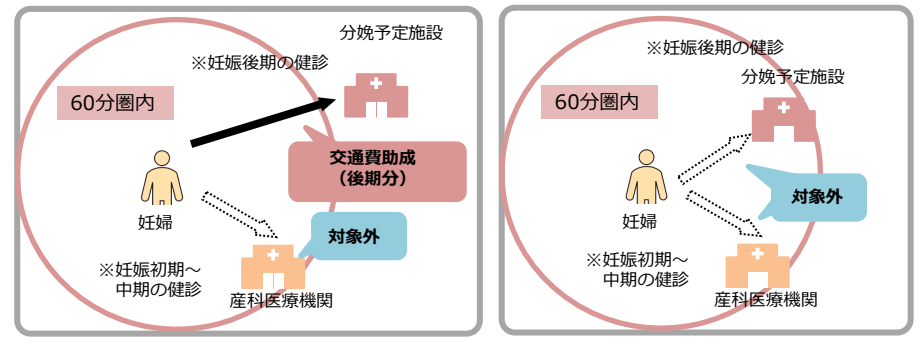 分娩予定施設
※妊娠後期の健診
60分圏内
交通費助成
（後期分）
妊婦
対象外
※妊娠初期～
中期の健診
産科医療機関
※妊娠後期の健診
分娩予定施設
60分圏内
対象外
妊婦
※妊娠初期～
中期の健診
産科医療機関